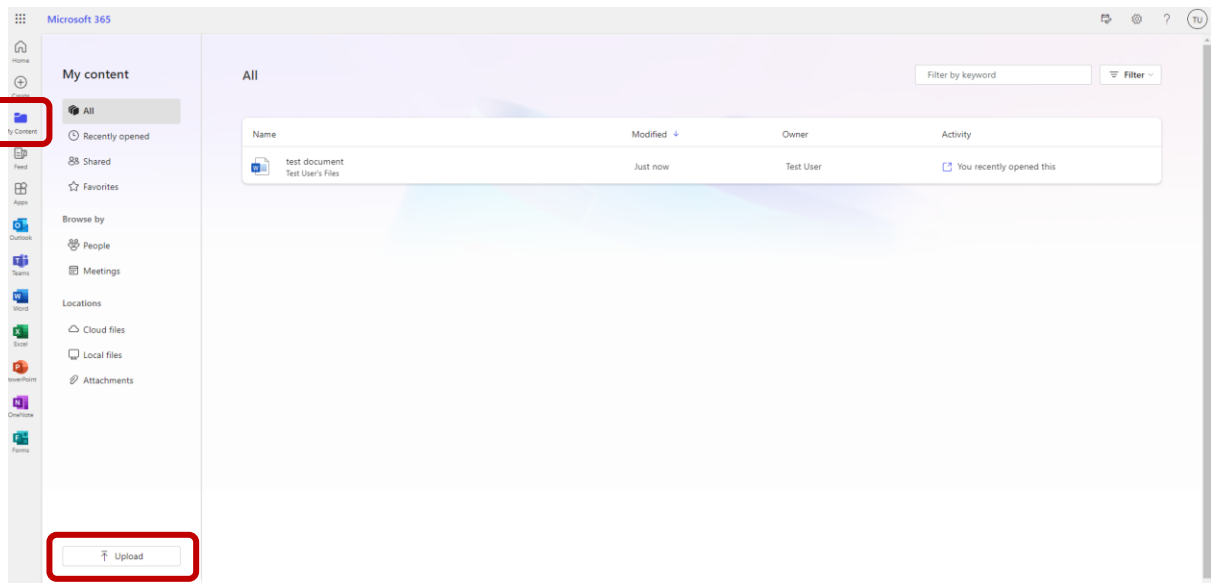 Microsoft 365
?
TU
Home
Create
My Content
Feed
Apps
Outlook
Teams
Word
Excel
PowerPoint
OneNote
Forms
My content
All
Recently opened
Shared
Favorites
Browse by
People
Meetings
Locations
Cloud files
Local files
Attachments
Upload
All
Filter by keyword
Filter
Name Modified Owner Activity
test document Just now Test User You recently opened this
Test User's Files